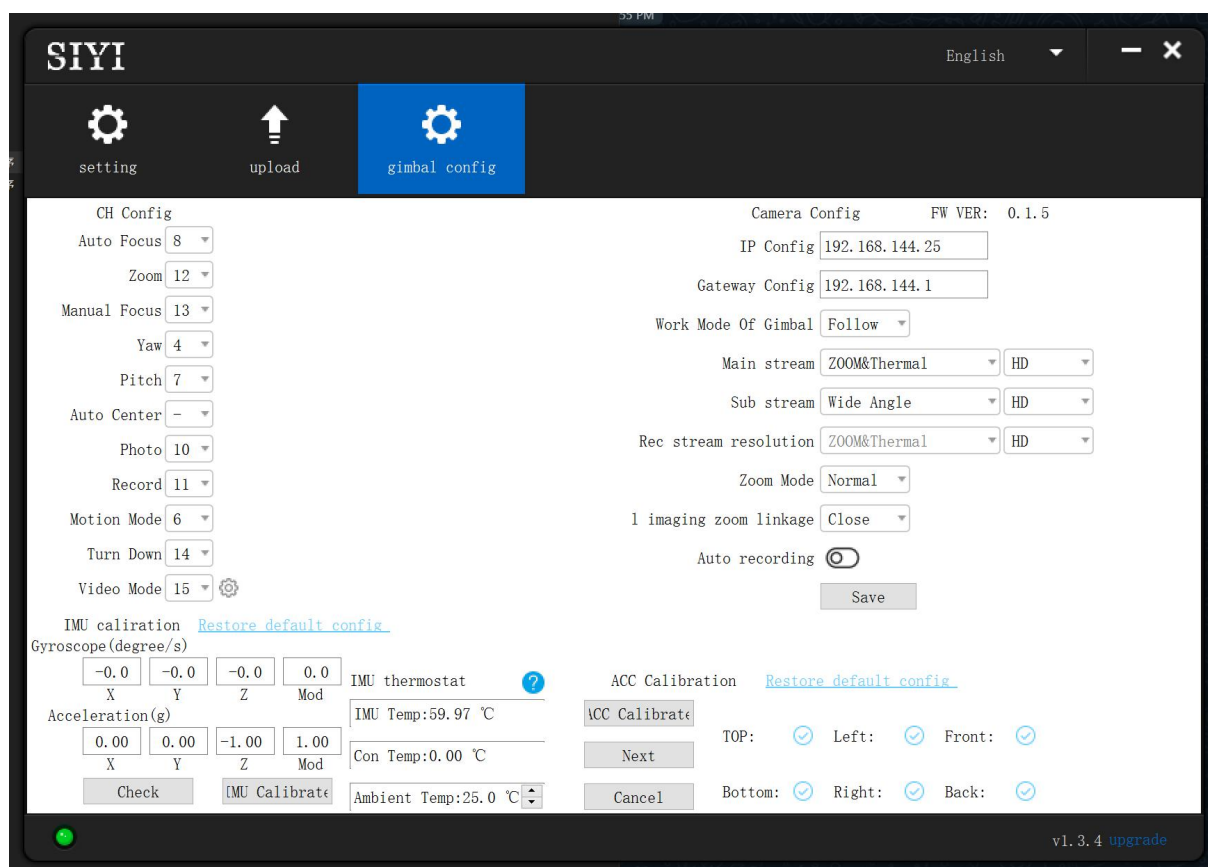 55 PM
SIYI
English
setting
upload
gimbal config
CH Config
Auto Focus 8
Zoom 12
Manual Focus 13
Yaw 4
Pitch 7
Auto Center -
Photo 10
Record 11
Motion Mode 6
Turn Down 14
Video Mode 15
Camera Config FW VER: 0.1.5
IP Config 192.168.144.25
Gateway Config 192.168.144.1
Work Mode Of Gimbal Follow
Main stream ZOOM&Thermal HD
Sub stream Wide Angle HD
Rec stream resolution ZOOM&Thermal HD
Zoom Mode Normal
l imaging zoom linkage Close
Auto recording
Save
IMU caliration Restore default config
Gyroscope(degree/s)
-0.0 -0.0 -0.0 0.0
X Y Z Mod
Acceleration(g)
0.00 0.00 -1.00 1.00
X Y Z Mod
Check IMU Calibrate
IMU thermostat ?
IMU Temp:59.97 ℃
Con Temp:0.00 ℃
Ambient Temp:25.0 ℃
ACC Calibration Restore default config
ACC Calibrate
Next
Cancel
TOP: Left: Front:
Bottom: Right: Back:
v1.3.4 upgrade